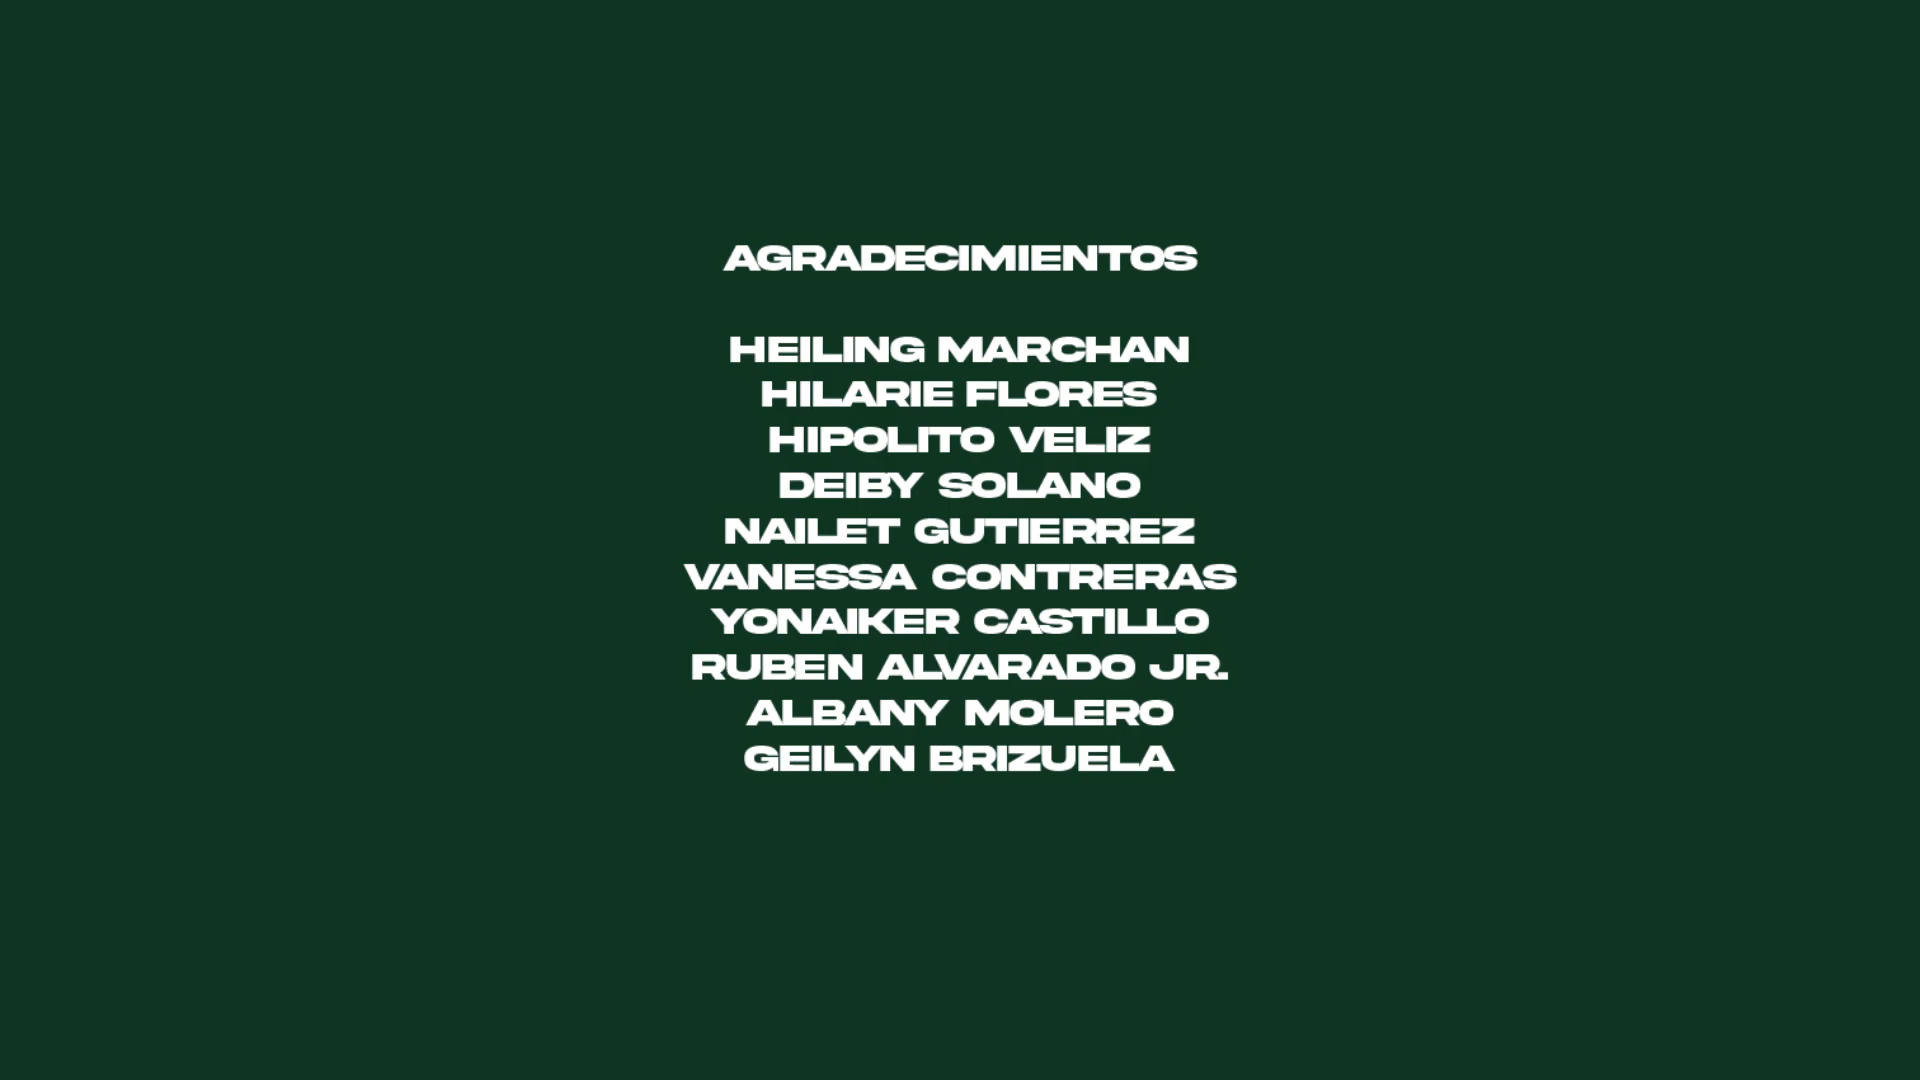 AGRADECIMIENTOS
HEILING MARCHAN
HILARIE FLORES
HIPOLITO VELIZ
DEIBY SOLANO
NAILET GUTIERREZ
VANESSA CONTRERAS
YONAIKER CASTILLO
RUBEN ALVARADO JR.
ALBANY MOLERO
GEILYN BRIZUELA